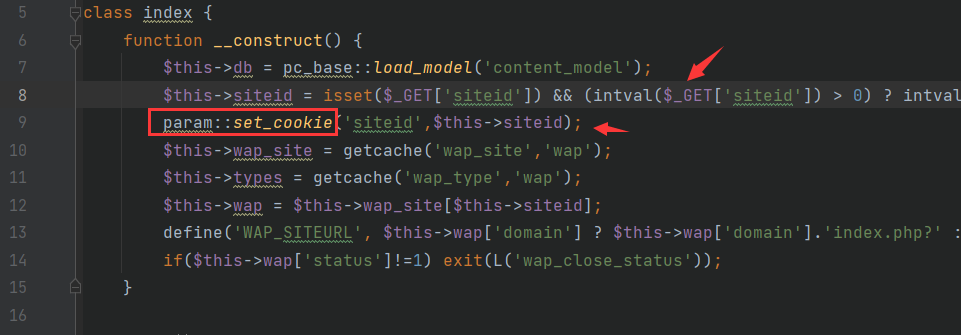 5 class index {
6 function __construct() {
7 $this->db = pc_base::load_model('content_model');
8 $this->siteid = isset($_GET['siteid']) && (intval($_GET['siteid']) > 0) ? intval
9 param::set_cookie('siteid',$this->siteid);
10 $this->wap_site = getcache('wap_site','wap');
11 $this->types = getcache('wap_type','wap');
12 $this->wap = $this->wap_site[$this->siteid];
13 define('WAP_SITEURL', $this->wap['domain'] ? $this->wap['domain'].'index.php?' :
14 if($this->wap['status']!=1) exit(L('wap_close_status'));
15 }
16